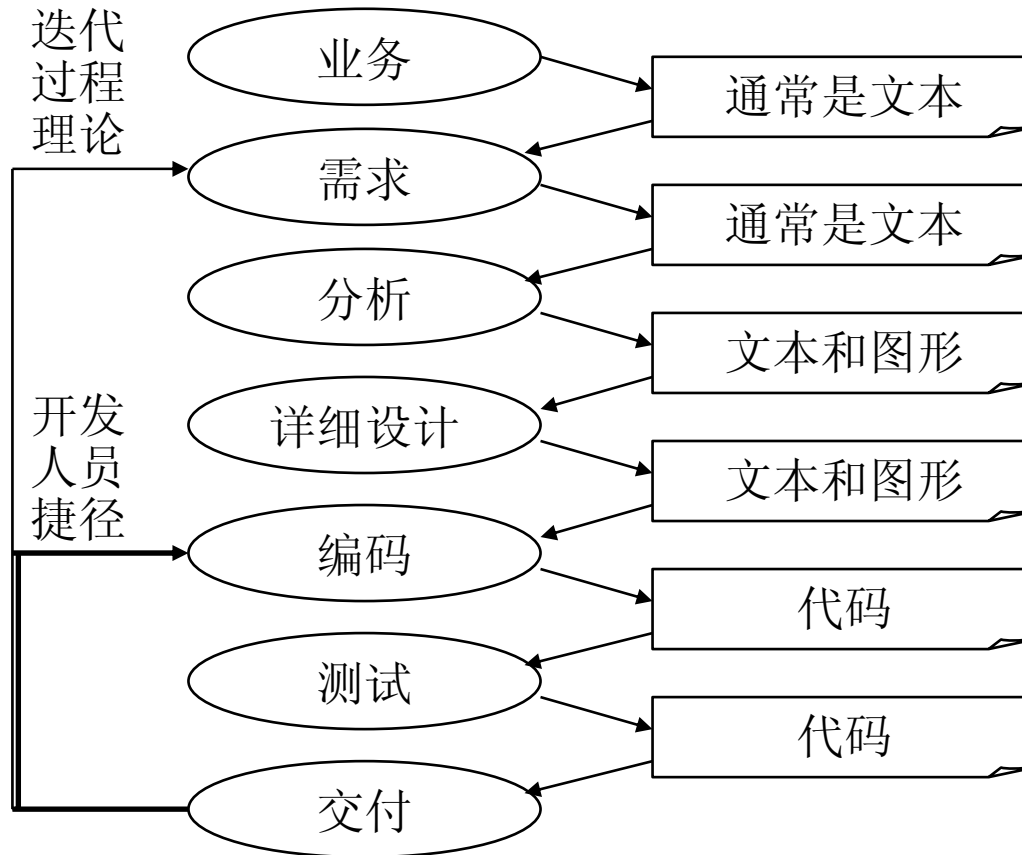 迭代
过程
理论
业务
通常是文本
需求
通常是文本
分析
文本和图形
开发
人员
捷径
详细设计
文本和图形
编码
代码
测试
代码
交付